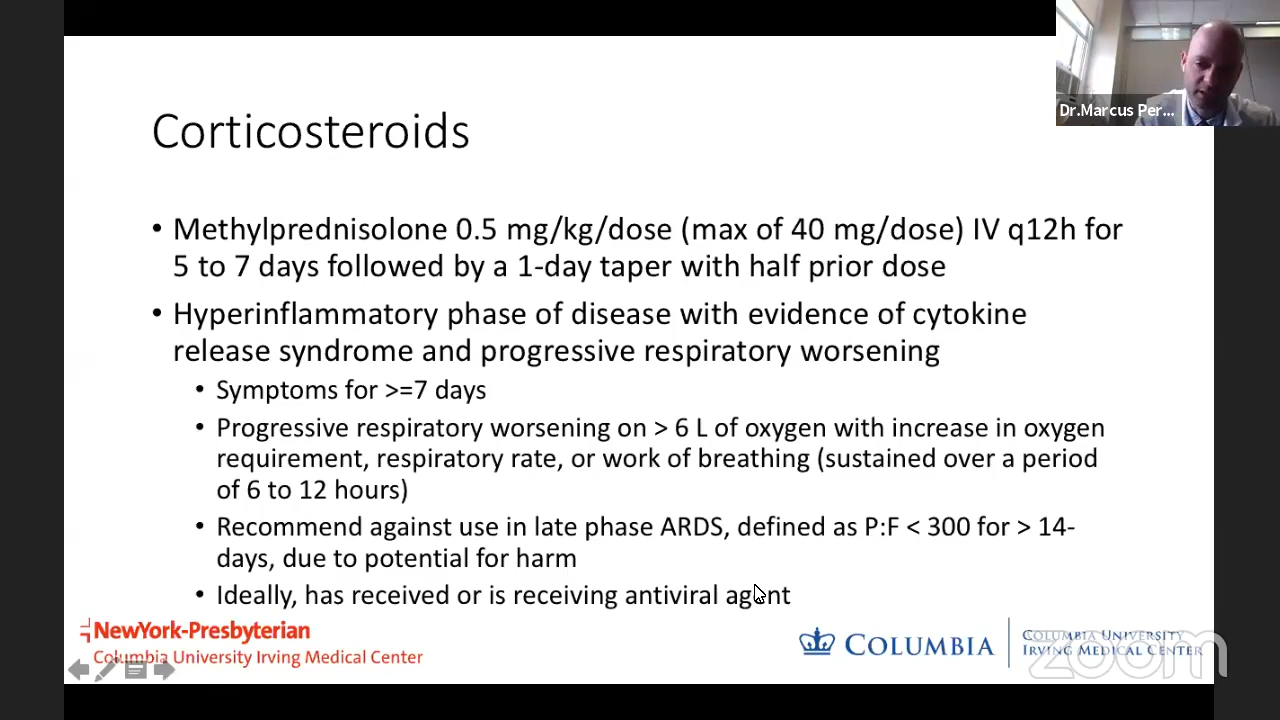 Dr.Marcus Per...
Corticosteroids
• Methylprednisolone 0.5 mg/kg/dose (max of 40 mg/dose) IV q12h for
5 to 7 days followed by a 1-day taper with half prior dose
• Hyperinflammatory phase of disease with evidence of cytokine
release syndrome and progressive respiratory worsening
• Symptoms for >=7 days
• Progressive respiratory worsening on > 6 L of oxygen with increase in oxygen
requirement, respiratory rate, or work of breathing (sustained over a period
of 6 to 12 hours)
• Recommend against use in late phase ARDS, defined as P:F < 300 for > 14-
days, due to potential for harm
• Ideally, has received or is receiving antiviral agent
NewYork-Presbyterian
Columbia University Irving Medical Center
COLUMBIA
COLUMBIA UNIVERSITY
IRVING MEDICAL CENTER
zoom